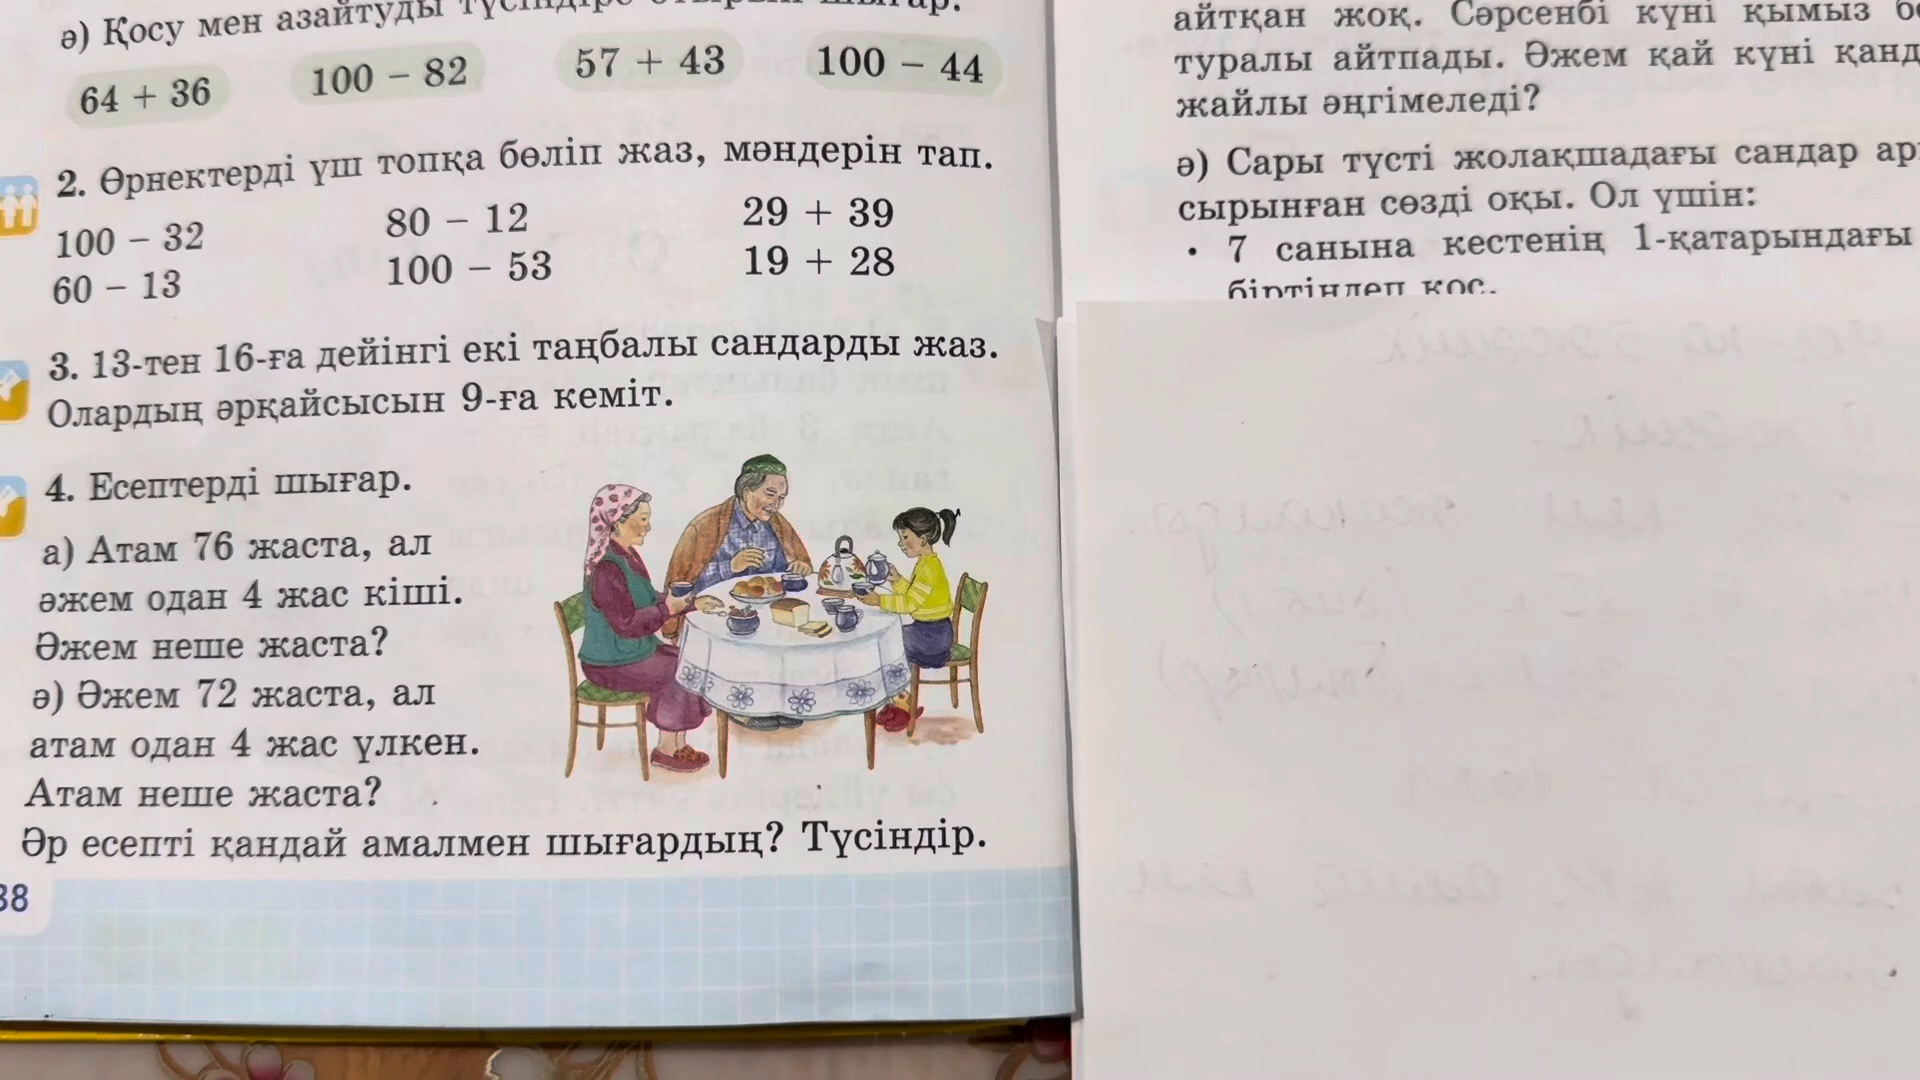 ә) Қосу мен азайтуды түсіндіре отырып шығар.
64 + 36
100 − 82
57 + 43
100 − 44
2. Өрнектерді үш топқа бөліп жаз, мәндерін тап.
100 − 32
80 − 12
29 + 39
60 − 13
100 − 53
19 + 28
3. 13-тен 16-ға дейінгі екі таңбалы сандарды жаз.
Олардың әрқайсысын 9-ға кеміт.
4. Есептерді шығар.
а) Атам 76 жаста, ал
әжем одан 4 жас кіші.
Әжем неше жаста?
ә) Әжем 72 жаста, ал
атам одан 4 жас үлкен.
Атам неше жаста?
Әр есепті қандай амалмен шығардың? Түсіндір.
38
айтқан жоқ. Сәрсенбі күні қымыз
туралы айтпады. Әжем қай күні
жайлы әңгімеледі?
ә) Сары түсті жолақшадағы сандар
сырынған сөзді оқы. Ол үшін:
• 7 санына кестенің 1-қатарындағы
біртіндеп қос.